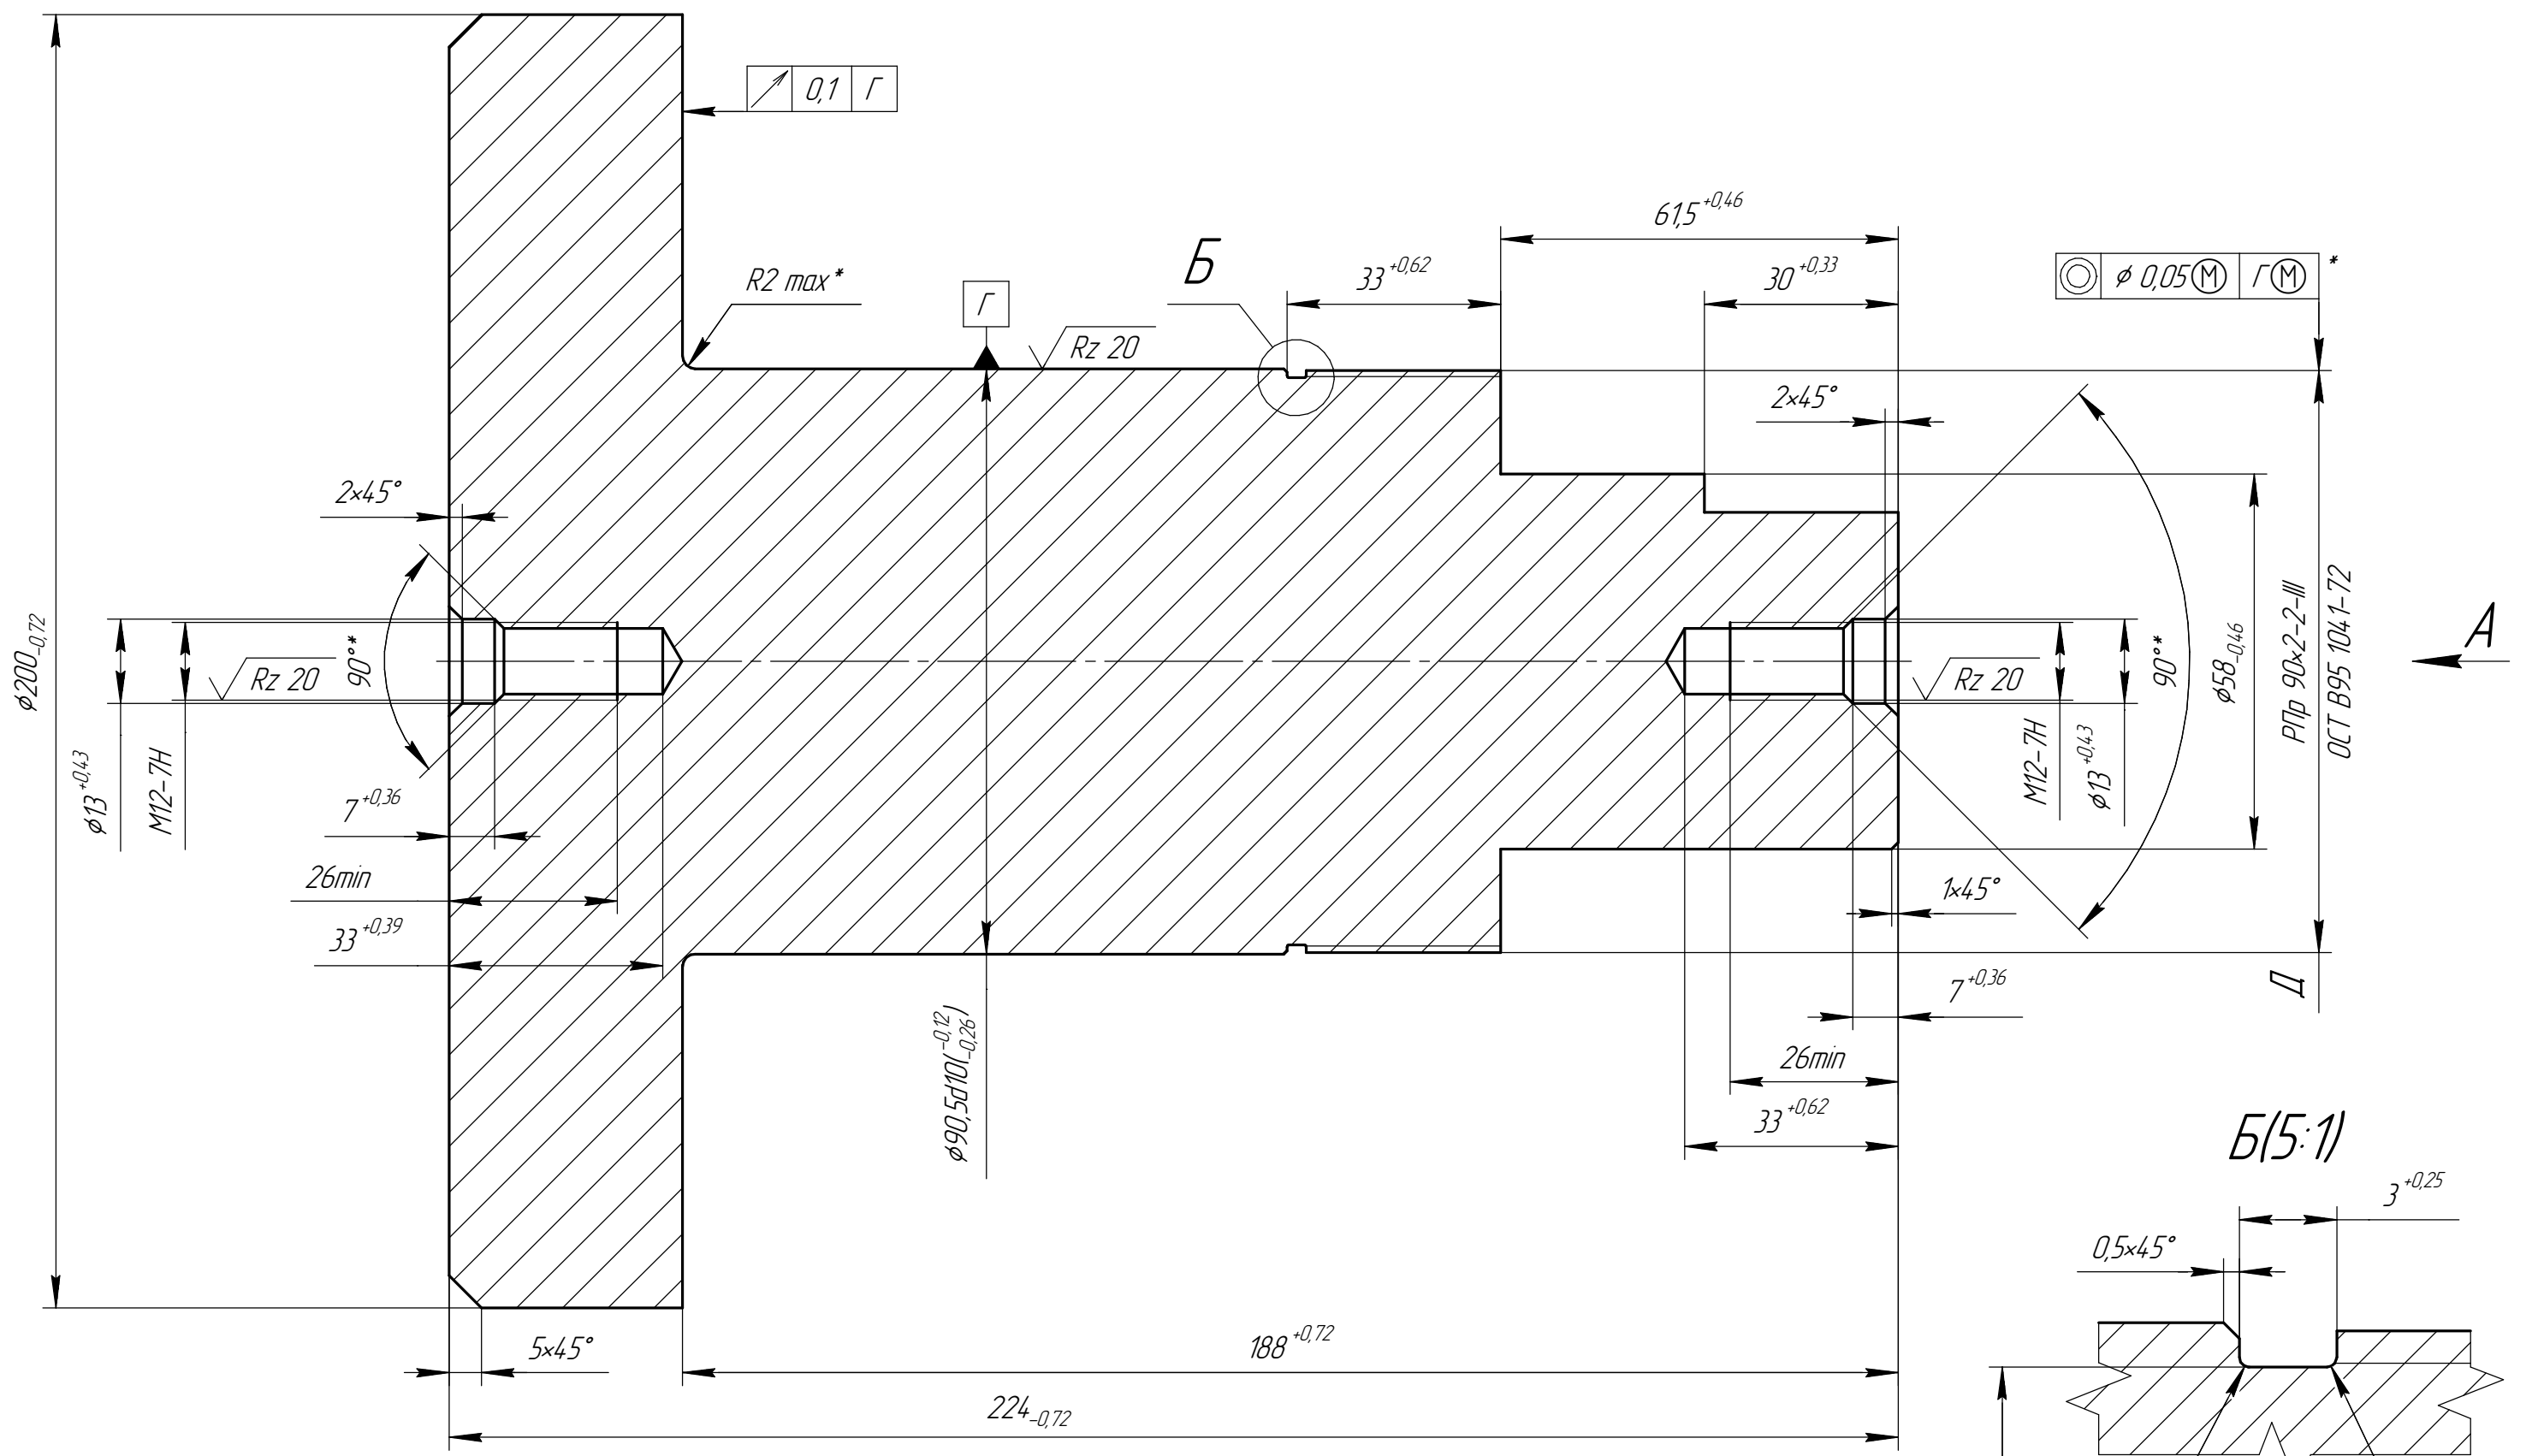 0,1 Г
61,5 +0,46
Б
33 +0,62
30 +0,33
⌀ 0,05 Ⓜ Г Ⓜ *
R2 max*
Г
Rz 20
2×45°
2×45°
⌀200 -0,72
90°*
Rz 20
⌀13 +0,43
M12-7H
7 +0,36
26min
33 +0,39
Rz 20
M12-7H
⌀13 +0,43
90°*
⌀58 -0,46
РПр 90×2-2-III
ОСТ В95 1041-72
А
1×45°
Д
7 +0,36
26min
33 +0,62
⌀90,5d10(-0,12 -0,26)
Б(5:1)
3 +0,25
0,5×45°
5×45°
188 +0,72
224 -0,72